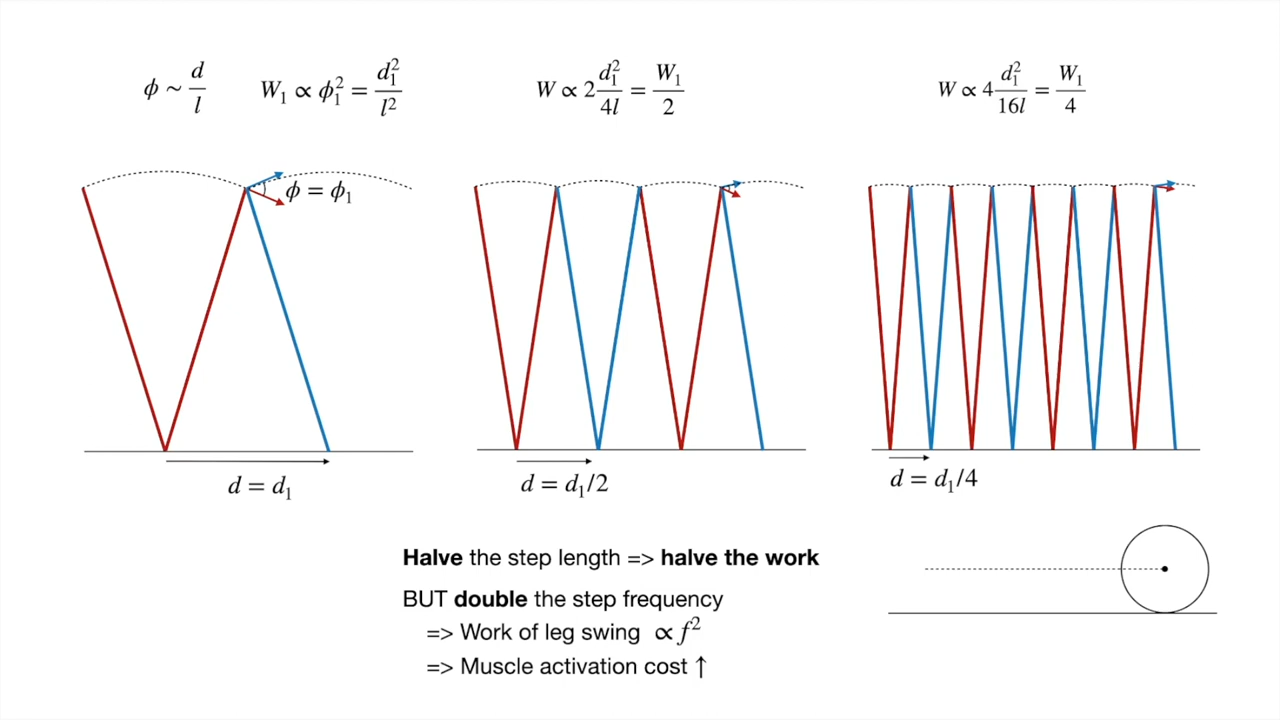 ϕ ~ d/l    W₁ ∝ ϕ₁² = d₁²/l²    W ∝ 2 d₁²/4l = W₁/2    W ∝ 4 d₁²/16l = W₁/4
ϕ = ϕ₁
d = d₁    d = d₁/2    d = d₁/4
Halve the step length => halve the work
BUT double the step frequency
=> Work of leg swing ∝ f²
=> Muscle activation cost ↑